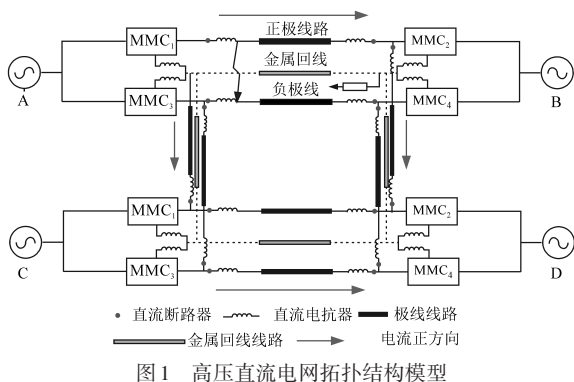 正极线路
MMC₁ MMC₂
金属回线
A B
负极线
MMC₃ MMC₄
MMC₁ MMC₂
C D
MMC₃ MMC₄
直流断路器 直流电抗器 极线线路
金属回线线路 电流正方向
图1 高压直流电网拓扑结构模型